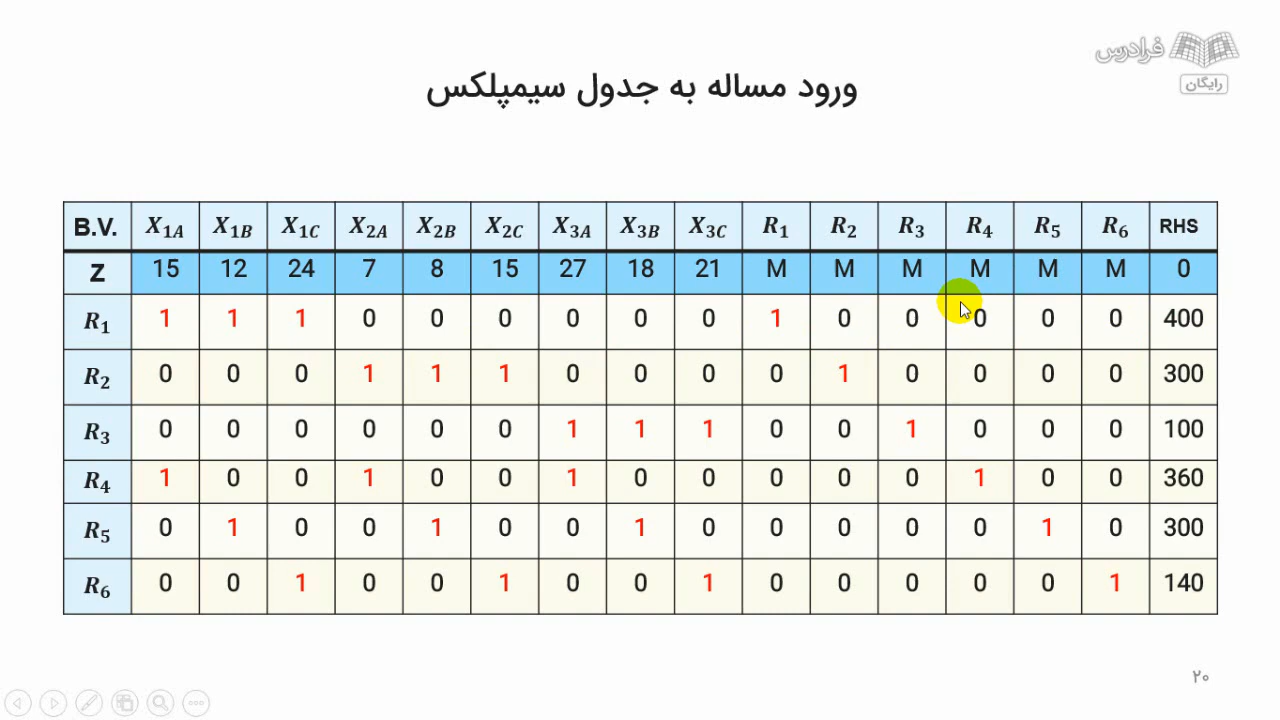 فرادرس
رایگان
ورود مساله به جدول سیمپلکس
B.V. X1A X1B X1C X2A X2B X2C X3A X3B X3C R1 R2 R3 R4 R5 R6 RHS
Z 15 12 24 7 8 15 27 18 21 M M M M M M 0
R1 1 1 1 0 0 0 0 0 0 1 0 0 0 0 0 400
R2 0 0 0 1 1 1 0 0 0 0 1 0 0 0 0 300
R3 0 0 0 0 0 0 1 1 1 0 0 1 0 0 0 100
R4 1 0 0 1 0 0 1 0 0 0 0 0 1 0 0 360
R5 0 1 0 0 1 0 0 1 0 0 0 0 0 1 0 300
R6 0 0 1 0 0 1 0 0 1 0 0 0 0 0 1 140
۲۰